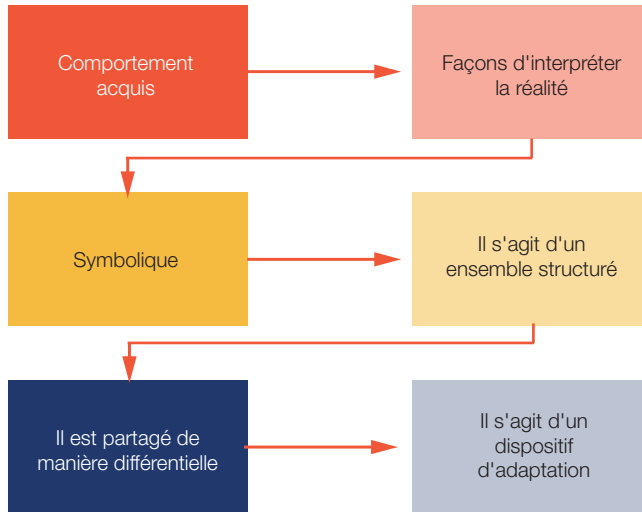 Comportement
acquis
Façons d'interpréter
la réalité
Symbolique
Il s'agit d'un
ensemble structuré
Il est partagé de
manière différentielle
Il s'agit d'un
dispositif
d'adaptation